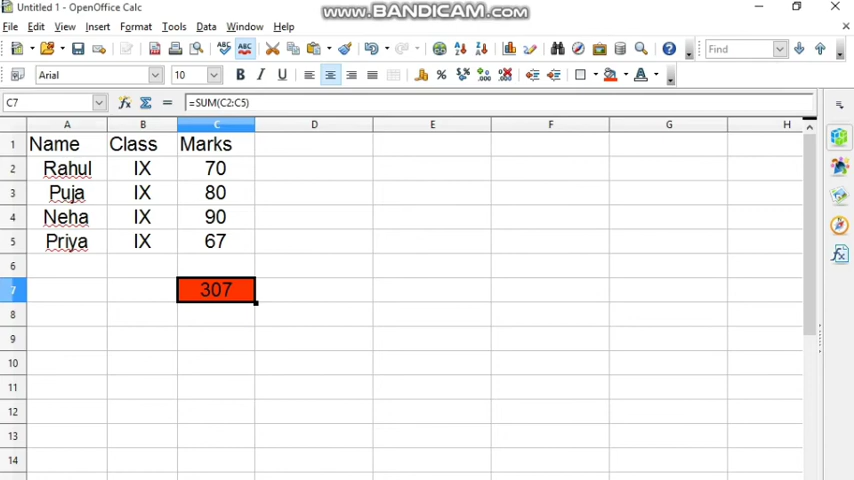 Untitled 1 - OpenOffice Calc
www.BANDICAM.com
File Edit View Insert Format Tools Data Window Help
Arial 10 Find
C7 =SUM(C2:C5)
A B C D E F G H
1 Name Class Marks
2 Rahul IX 70
3 Puja IX 80
4 Neha IX 90
5 Priya IX 67
6
7 307
8
9
10
11
12
13
14